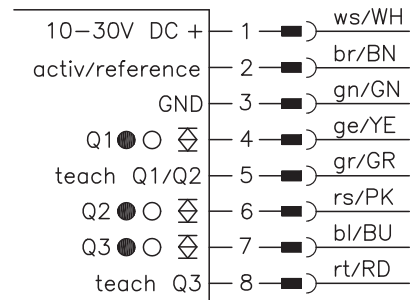 10-30V DC + 1 ws/WH
activ/reference 2 br/BN
GND 3 gn/GN
Q1 4 ge/YE
teach Q1/Q2 5 gr/GR
Q2 6 rs/PK
Q3 7 bl/BU
teach Q3 8 rt/RD